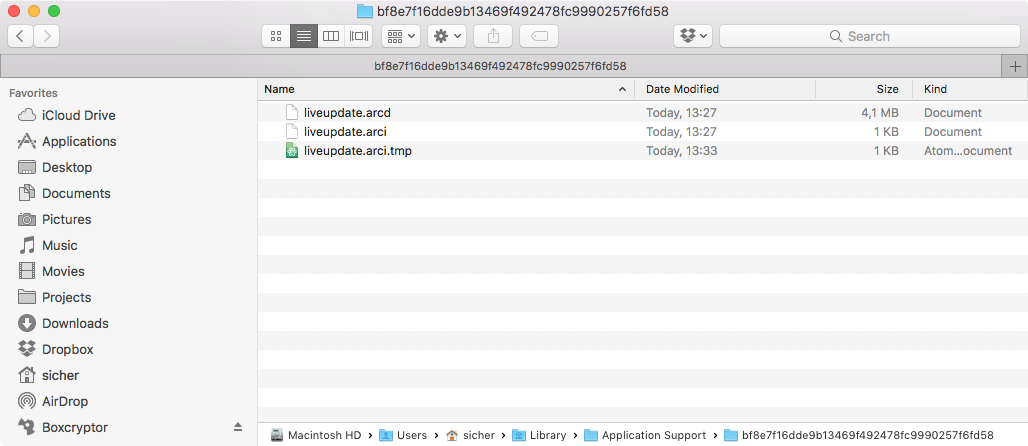 bf8e7f16dde9b13469f492478fc9990257f6fd58
Search
bf8e7f16dde9b13469f492478fc9990257f6fd58
Favorites
iCloud Drive
Applications
Desktop
Documents
Pictures
Music
Movies
Projects
Downloads
Dropbox
sicher
AirDrop
Boxcryptor
Name Date Modified Size Kind
liveupdate.arcd Today, 13:27 4,1 MB Document
liveupdate.arci Today, 13:27 1 KB Document
liveupdate.arci.tmp Today, 13:33 1 KB Atom...ocument
Macintosh HD Users sicher Library Application Support bf8e7f16dde9b13469f492478fc9990257f6fd58